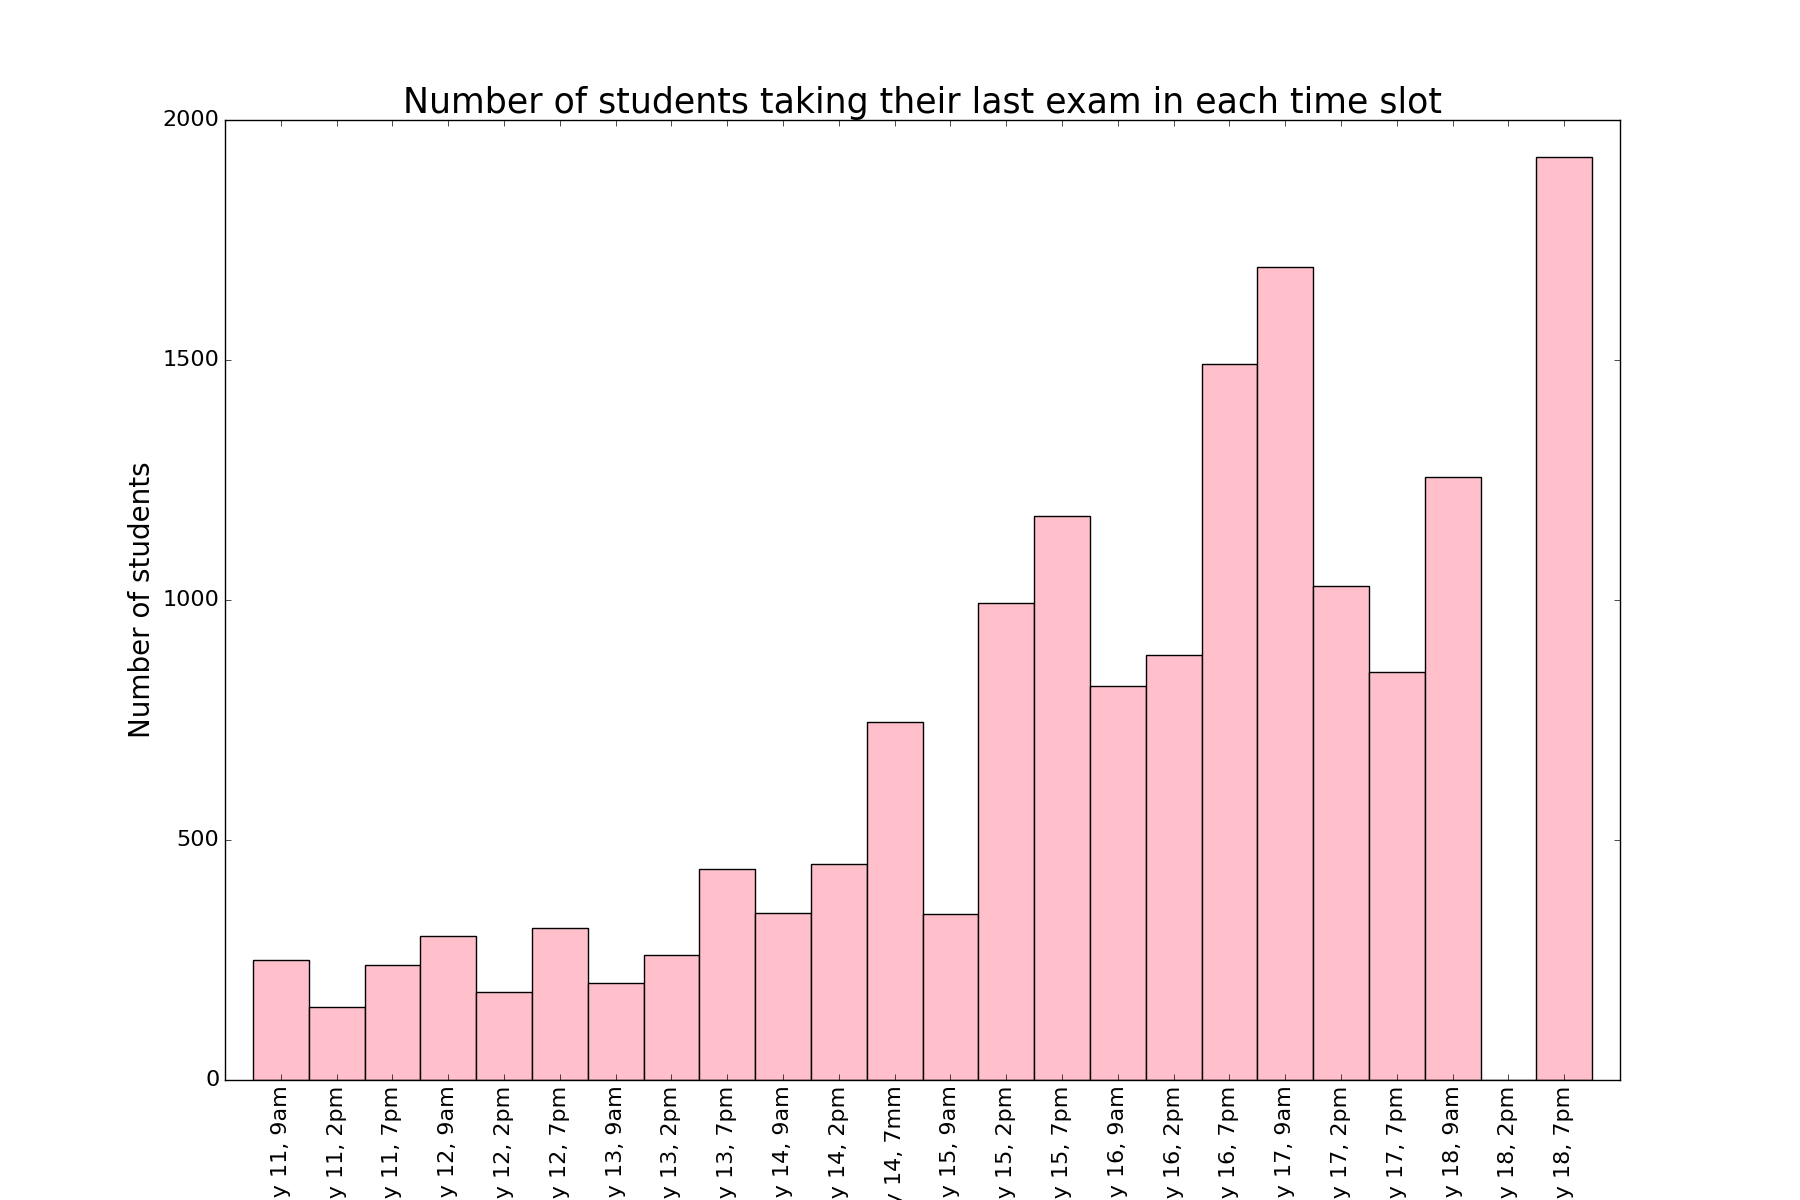 Number of students taking their last exam in each time slot
Number of students
2000
1500
1000
500
0
y 11, 9am
y 11, 2pm
y 11, 7pm
y 12, 9am
y 12, 2pm
y 12, 7pm
y 13, 9am
y 13, 2pm
y 13, 7pm
y 14, 9am
y 14, 2pm
y 14, 7mm
y 15, 9am
y 15, 2pm
y 15, 7pm
y 16, 9am
y 16, 2pm
y 16, 7pm
y 17, 9am
y 17, 2pm
y 17, 7pm
y 18, 9am
y 18, 2pm
y 18, 7pm